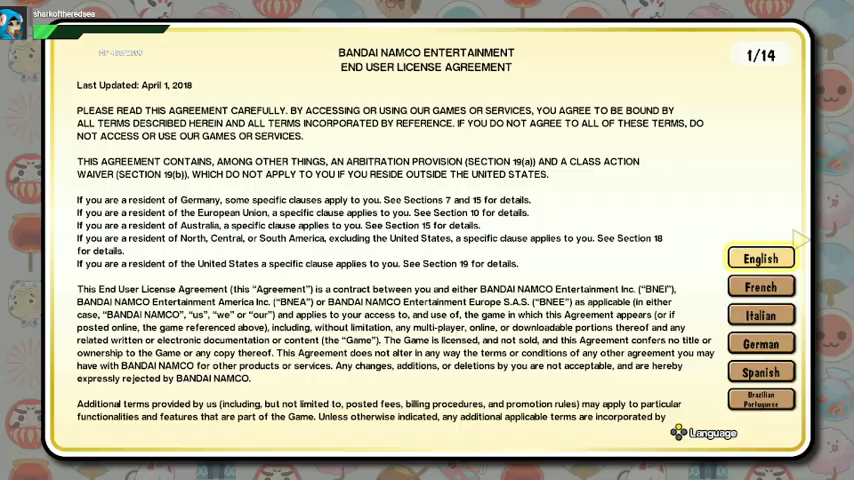 sharkoftheredsea
BANDAI NAMCO ENTERTAINMENT
END USER LICENSE AGREEMENT
1/14
Last Updated: April 1, 2018
PLEASE READ THIS AGREEMENT CAREFULLY. BY ACCESSING OR USING OUR GAMES OR SERVICES, YOU AGREE TO BE BOUND BY
ALL TERMS DESCRIBED HEREIN AND ALL TERMS INCORPORATED BY REFERENCE. IF YOU DO NOT AGREE TO ALL OF THESE TERMS, DO
NOT ACCESS OR USE OUR GAMES OR SERVICES.
THIS AGREEMENT CONTAINS, AMONG OTHER THINGS, AN ARBITRATION PROVISION (SECTION 19(a)) AND A CLASS ACTION
WAIVER (SECTION 19(b)), WHICH DO NOT APPLY TO YOU IF YOU RESIDE OUTSIDE THE UNITED STATES.
If you are a resident of Germany, some specific clauses apply to you. See Sections 7 and 15 for details.
If you are a resident of the European Union, a specific clause applies to you. See Section 10 for details.
If you are a resident of Australia, a specific clause applies to you. See Section 15 for details.
If you are a resident of North, Central, or South America, excluding the United States, a specific clause applies to you. See Section 18
for details.
If you are a resident of the United States a specific clause applies to you. See Section 19 for details.
This End User License Agreement (this “Agreement”) is a contract between you and either BANDAI NAMCO Entertainment Inc. (“BNEI”),
BANDAI NAMCO Entertainment America Inc. (“BNEA”) or BANDAI NAMCO Entertainment Europe S.A.S. (“BNEE”) as applicable (in either
case, “BANDAI NAMCO”, “us”, “we” or “our”) and applies to your access to, and use of, the game in which this Agreement appears (or if
posted online, the game referenced above), including, without limitation, any multi-player, online, or downloadable portions thereof and any
related written or electronic documentation or content (the “Game”). The Game is licensed, and not sold, and this Agreement confers no title or
ownership to the Game or any copy thereof. This Agreement does not alter in any way the terms or conditions of any other agreement you may
have with BANDAI NAMCO for other products or services. Any changes, additions, or deletions by you are not acceptable, and are hereby
expressly rejected by BANDAI NAMCO.
Additional terms provided by us (including, but not limited to, posted fees, billing procedures, and promotion rules) may apply to particular
functionalities and features that are part of the Game. Unless otherwise indicated, any additional applicable terms are incorporated by
English
French
Italian
German
Spanish
Brazilian
Portuguese
Language